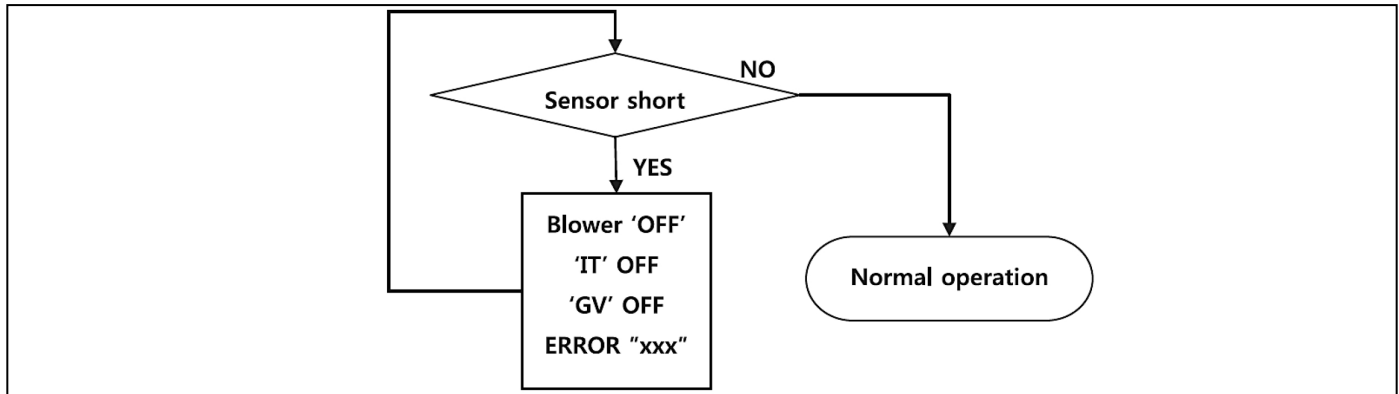 NO
Sensor short
YES
Blower ‘OFF’
‘IT’ OFF
‘GV’ OFF
ERROR “xxx”
Normal operation